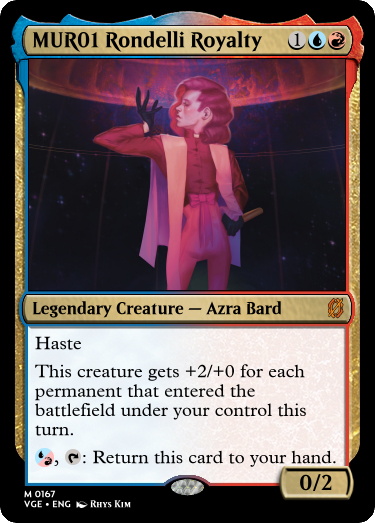 MUR01 Rondelli Royalty 1
Legendary Creature — Azra Bard
Haste
This creature gets +2/+0 for each
permanent that entered the
battlefield under your control this
turn.
, : Return this card to your hand.
0/2
M 0167
VGE • ENG Rhys Kim